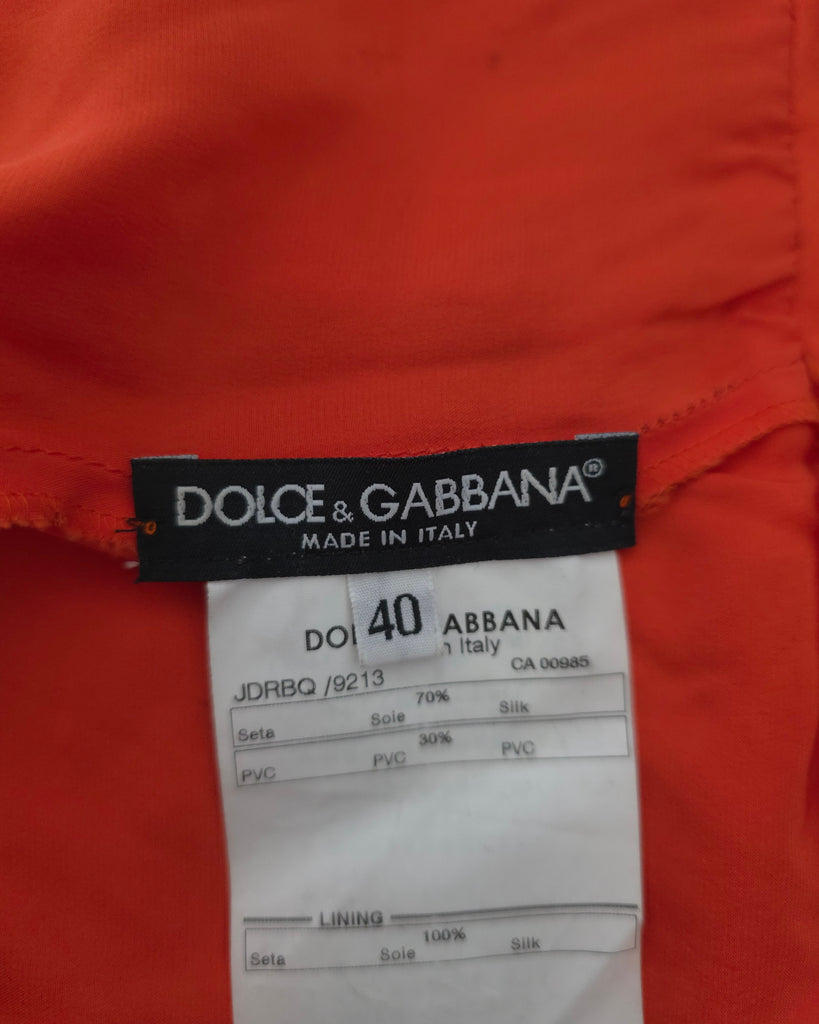 DOLCE & GABBANA®
MADE IN ITALY
40
ABBANA
Italy
CA 00985
JDRBQ /9213
70%
Seta Soie Silk
30%
PVC PVC PVC
LINING
100%
Seta Soie Silk